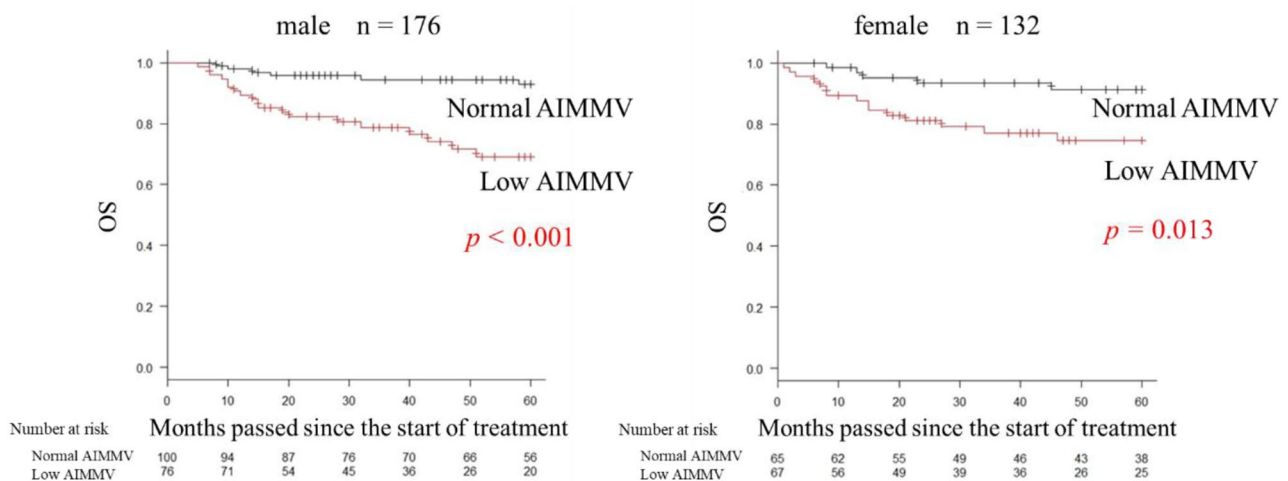 male n = 176
1.0
0.8
0.6
0.4
0.2
0.0
OS
Normal AIMMV
Low AIMMV
p < 0.001
0 10 20 30 40 50 60
Months passed since the start of treatment
Number at risk
Normal AIMMV 100 94 87 76 70 66 56
Low AIMMV 76 71 54 45 36 26 20
female n = 132
1.0
0.8
0.6
0.4
0.2
0.0
OS
Normal AIMMV
Low AIMMV
p = 0.013
0 10 20 30 40 50 60
Months passed since the start of treatment
Number at risk
Normal AIMMV 65 62 55 49 46 43 38
Low AIMMV 67 56 49 39 36 26 25